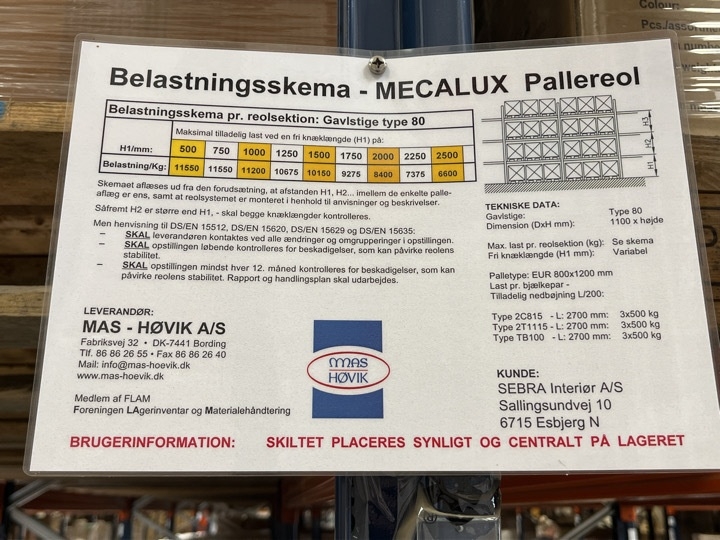 Colour:
Pcs./assortme
Belastningsskema - MECALUX Pallereol
Belastningsskema pr. reolsektion: Gavlstige type 80
Maksimal tilladelig last ved en fri knæklængde (H1) på:
H1/mm: 500 750 1000 1250 1500 1750 2000 2250 2500
Belastning/Kg: 11550 11550 11200 10675 10150 9275 8400 7375 6600
Skemaet aflæses ud fra den forudsætning, at afstanden H1, H2... imellem de enkelte palle-
aflæg er ens, samt at reolsystemet er monteret i henhold til anvisninger og beskrivelser.
Såfremt H2 er større end H1, - skal begge knæklængder kontrolleres.
Men henvisning til DS/EN 15512, DS/EN 15620, DS/EN 15629 og DS/EN 15635:
– SKAL leverandøren kontaktes ved alle ændringer og omgrupperinger i opstillingen.
– SKAL opstillingen løbende kontrolleres for beskadigelser, som kan påvirke reolens
stabilitet.
– SKAL opstilling mindst hver 12. måned kontrolleres for beskadigelser, som kan
påvirke reolens stabilitet. Rapport og handlingsplan skal udarbejdes.
H3
H2
H1
TEKNISKE DATA:
Gavlstige: Type 80
Dimension (DxH mm): 1100 x højde
Max. last pr. reolsektion (kg): Se skema
Fri knæklængde (H1 mm): Variabel
Palletype: EUR 800x1200 mm
Last pr. bjælkepar -
Tilladelig nedbøjning L/200:
Type 2C815 - L: 2700 mm: 3x500 kg
Type 2T1115 - L: 2700 mm: 3x500 kg
Type TB100 - L: 2700 mm: 3x500 kg
LEVERANDØR:
MAS - HØVIK A/S
Fabriksvej 32 • DK-7441 Bording
Tlf. 86 86 26 55 • Fax 86 86 26 40
Mail: info@mas-hoevik.dk
www.mas-hoevik.dk
Medlem af FLAM
Foreningen LAgerinventar og Materialehåndtering
MAS
HØVIK
KUNDE:
SEBRA Interiør A/S
Sallingsundvej 10
6715 Esbjerg N
BRUGERINFORMATION: SKILTET PLACERES SYNLIGT OG CENTRALT PÅ LAGERET